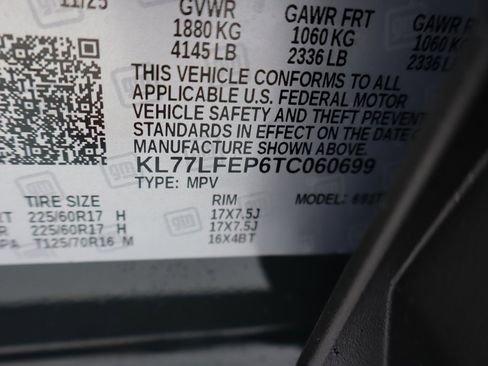 11/25 GVWR GAWR FRT GAWR
1880 KG 1060 KG 1060 KG
4145 LB 2336 LB 2336 LB
THIS VEHICLE CONFORMS TO ALL
APPLICABLE U.S. FEDERAL MOTOR
VEHICLE SAFETY AND THEFT PREVENTION
STANDARDS IN EFFECT ON THE DATE OF
MANUFACTURE SHOWN ABOVE.
KL77LFEP6TC060699
TYPE: MPV
TIRE SIZE RIM MODEL:
225/60R17 H 17X7.5J
225/60R17 H 17X7.5J
T125/70R16 M 16X4BT
gm